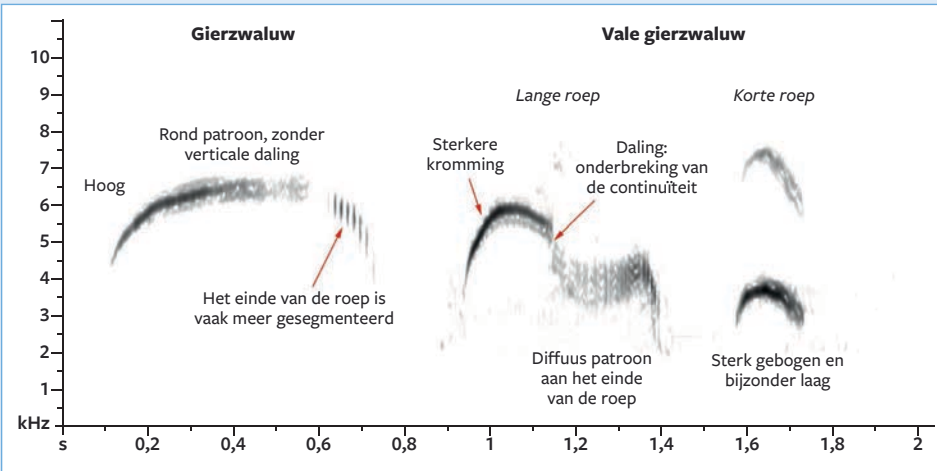 Gierzwaluw
Vale gierzwaluw
Lange roep
Korte roep
Rond patroon, zonder
verticale daling
Hoog
Sterkere
kromming
Daling:
onderbreking van
de continuïteit
Het einde van de roep is
vaak meer gesegmenteerd
Diffuus patroon
aan het einde
van de roep
Sterk gebogen en
bijzonder laag
10
9
8
7
6
5
4
3
2
1
kHz
s 0,2 0,4 0,6 0,8 1 1,2 1,4 1,6 1,8 2